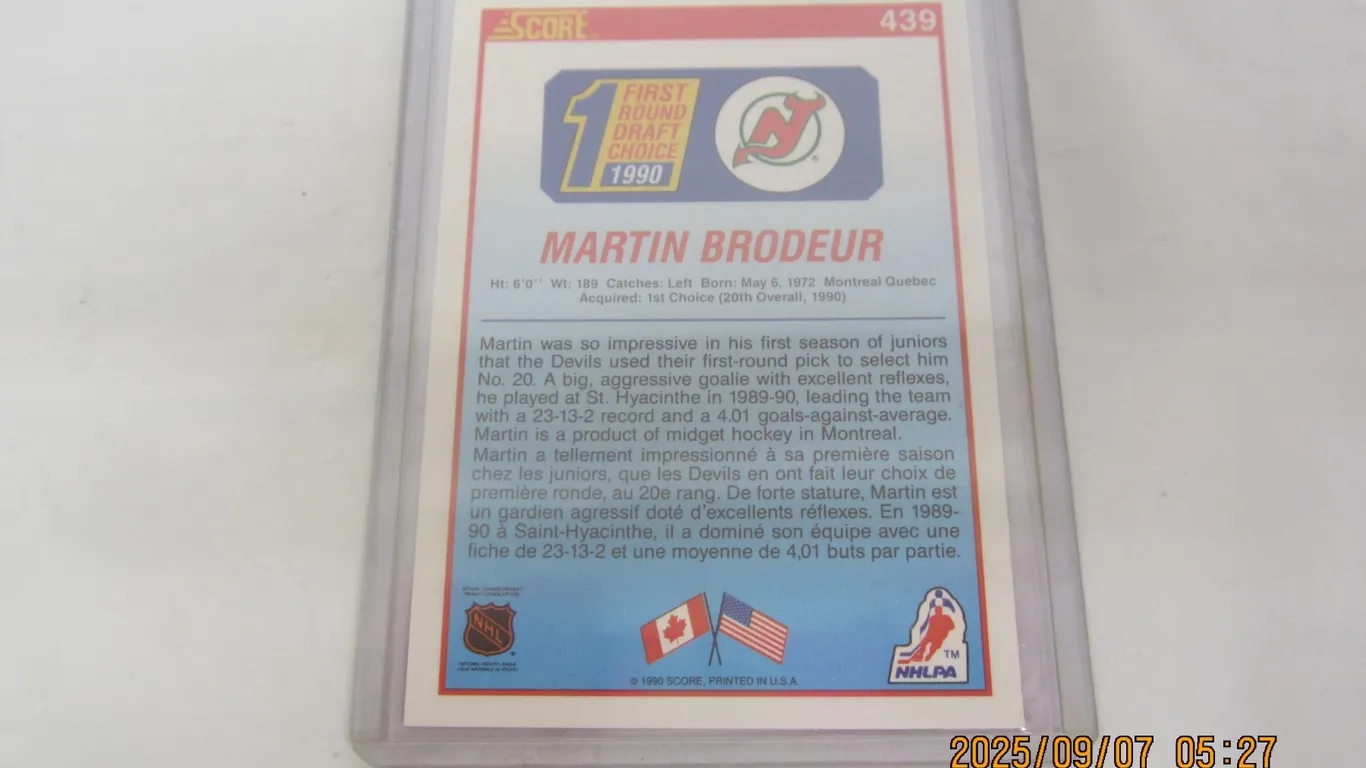 SCORE
439
1 FIRST
ROUND
DRAFT
CHOICE
1990
NJ
MARTIN BRODEUR
Ht: 6'0'' Wt: 189 Catches: Left Born: May 6, 1972 Montreal Quebec
Acquired: 1st Choice (20th Overall, 1990)
Martin was so impressive in his first season of juniors
that the Devils used their first-round pick to select him
No. 20. A big, aggressive goalie with excellent reflexes,
he played at St. Hyacinthe in 1989-90, leading the team
with a 23-13-2 record and a 4.01 goals-against-average.
Martin is a product of midget hockey in Montreal.
Martin a tellement impressionné à sa première saison
chez les juniors, que les Devils en ont fait leur choix de
première ronde, au 20e rang. De forte stature, Martin est
un gardien agressif doté d'excellents réflexes. En 1989-
90 à Saint-Hyacinthe, il a dominé son équipe avec une
fiche de 23-13-2 et une moyenne de 4,01 buts par partie.
NHL
TM
NHLPA
© 1990 SCORE, PRINTED IN U.S.A.
2025/09/07 05:27